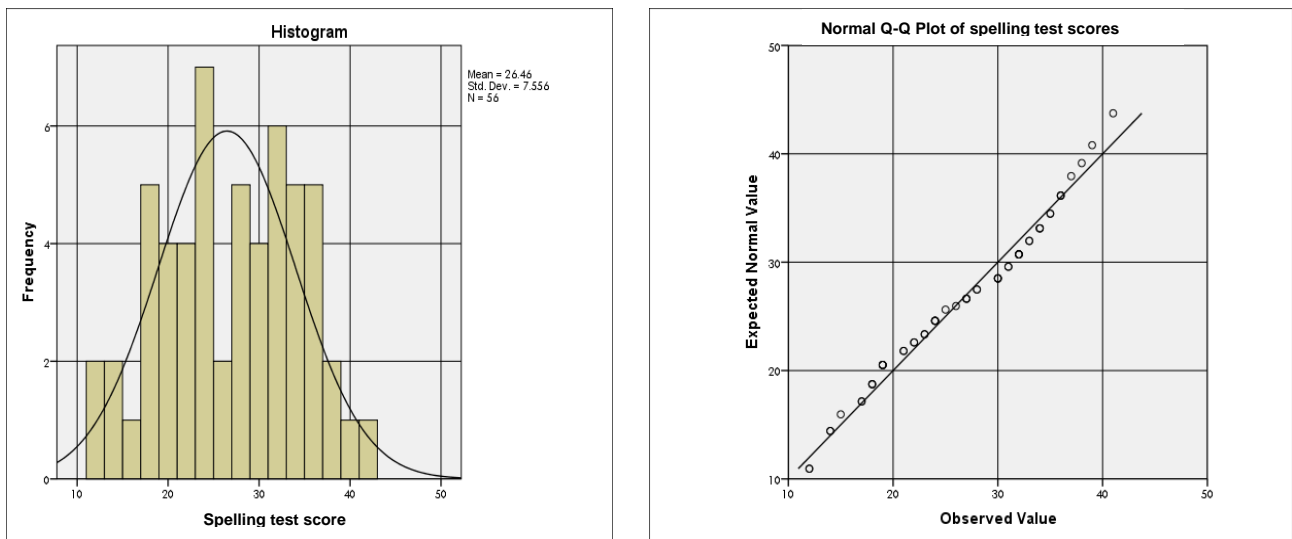 Histogram
Mean = 26.46
Std. Dev. = 7.556
N = 56
Frequency
6
4
2
0
10 20 30 40 50
Spelling test score
Normal Q-Q Plot of spelling test scores
Expected Normal Value
50
40
30
20
10
10 20 30 40 50
Observed Value